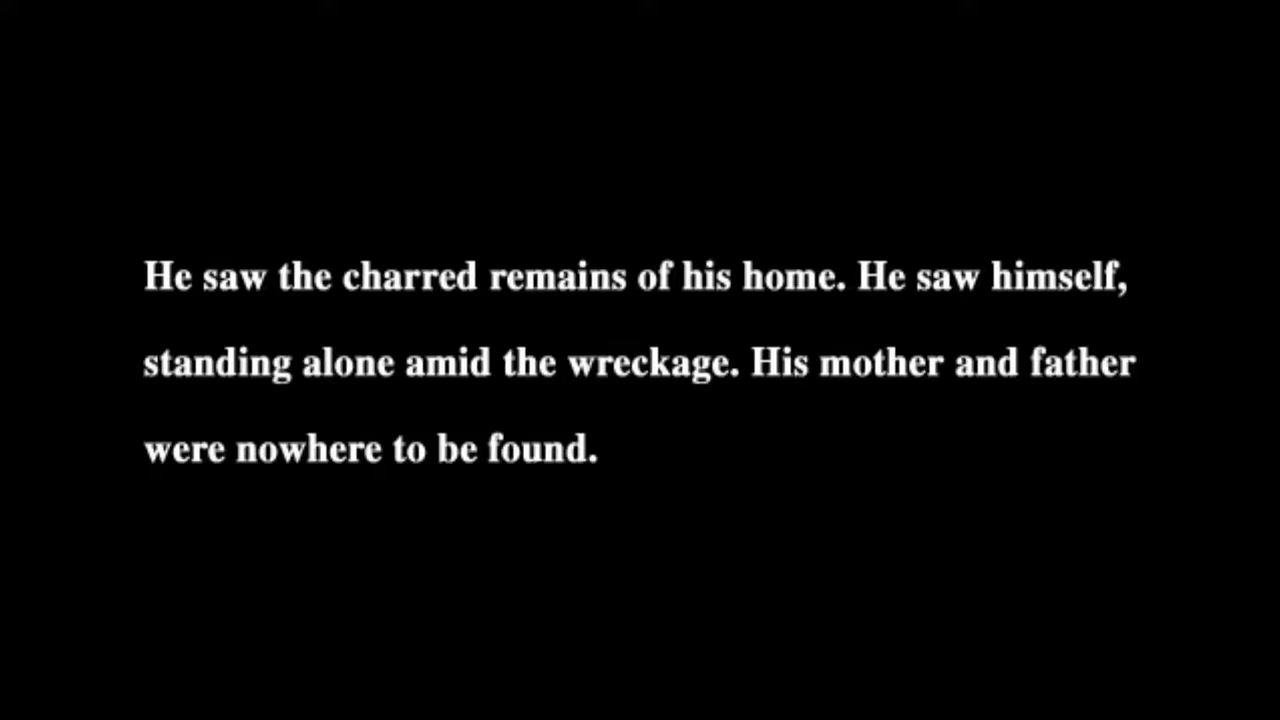 He saw the charred remains of his home. He saw himself,
standing alone amid the wreckage. His mother and father
were nowhere to be found.